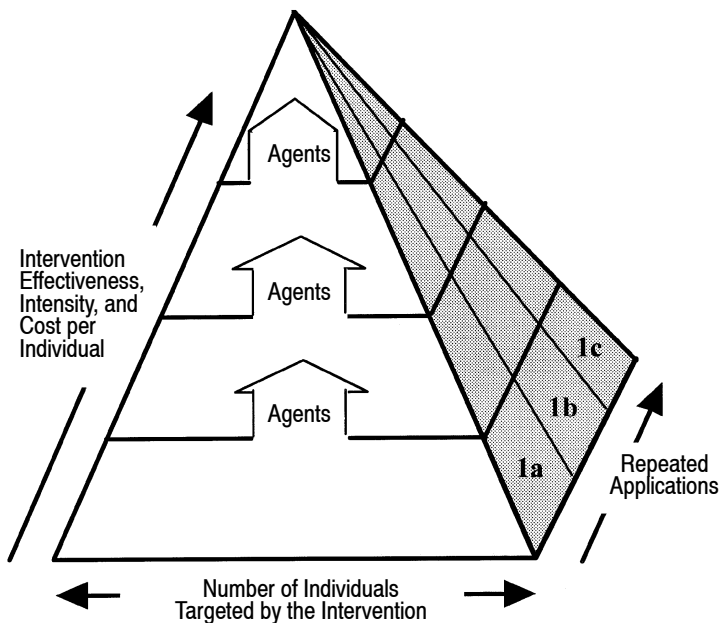 Agents
Intervention
Effectiveness,
Intensity, and
Cost per
Individual
Agents
Agents
1c
1b
1a
Repeated
Applications
Number of Individuals
Targeted by the Intervention